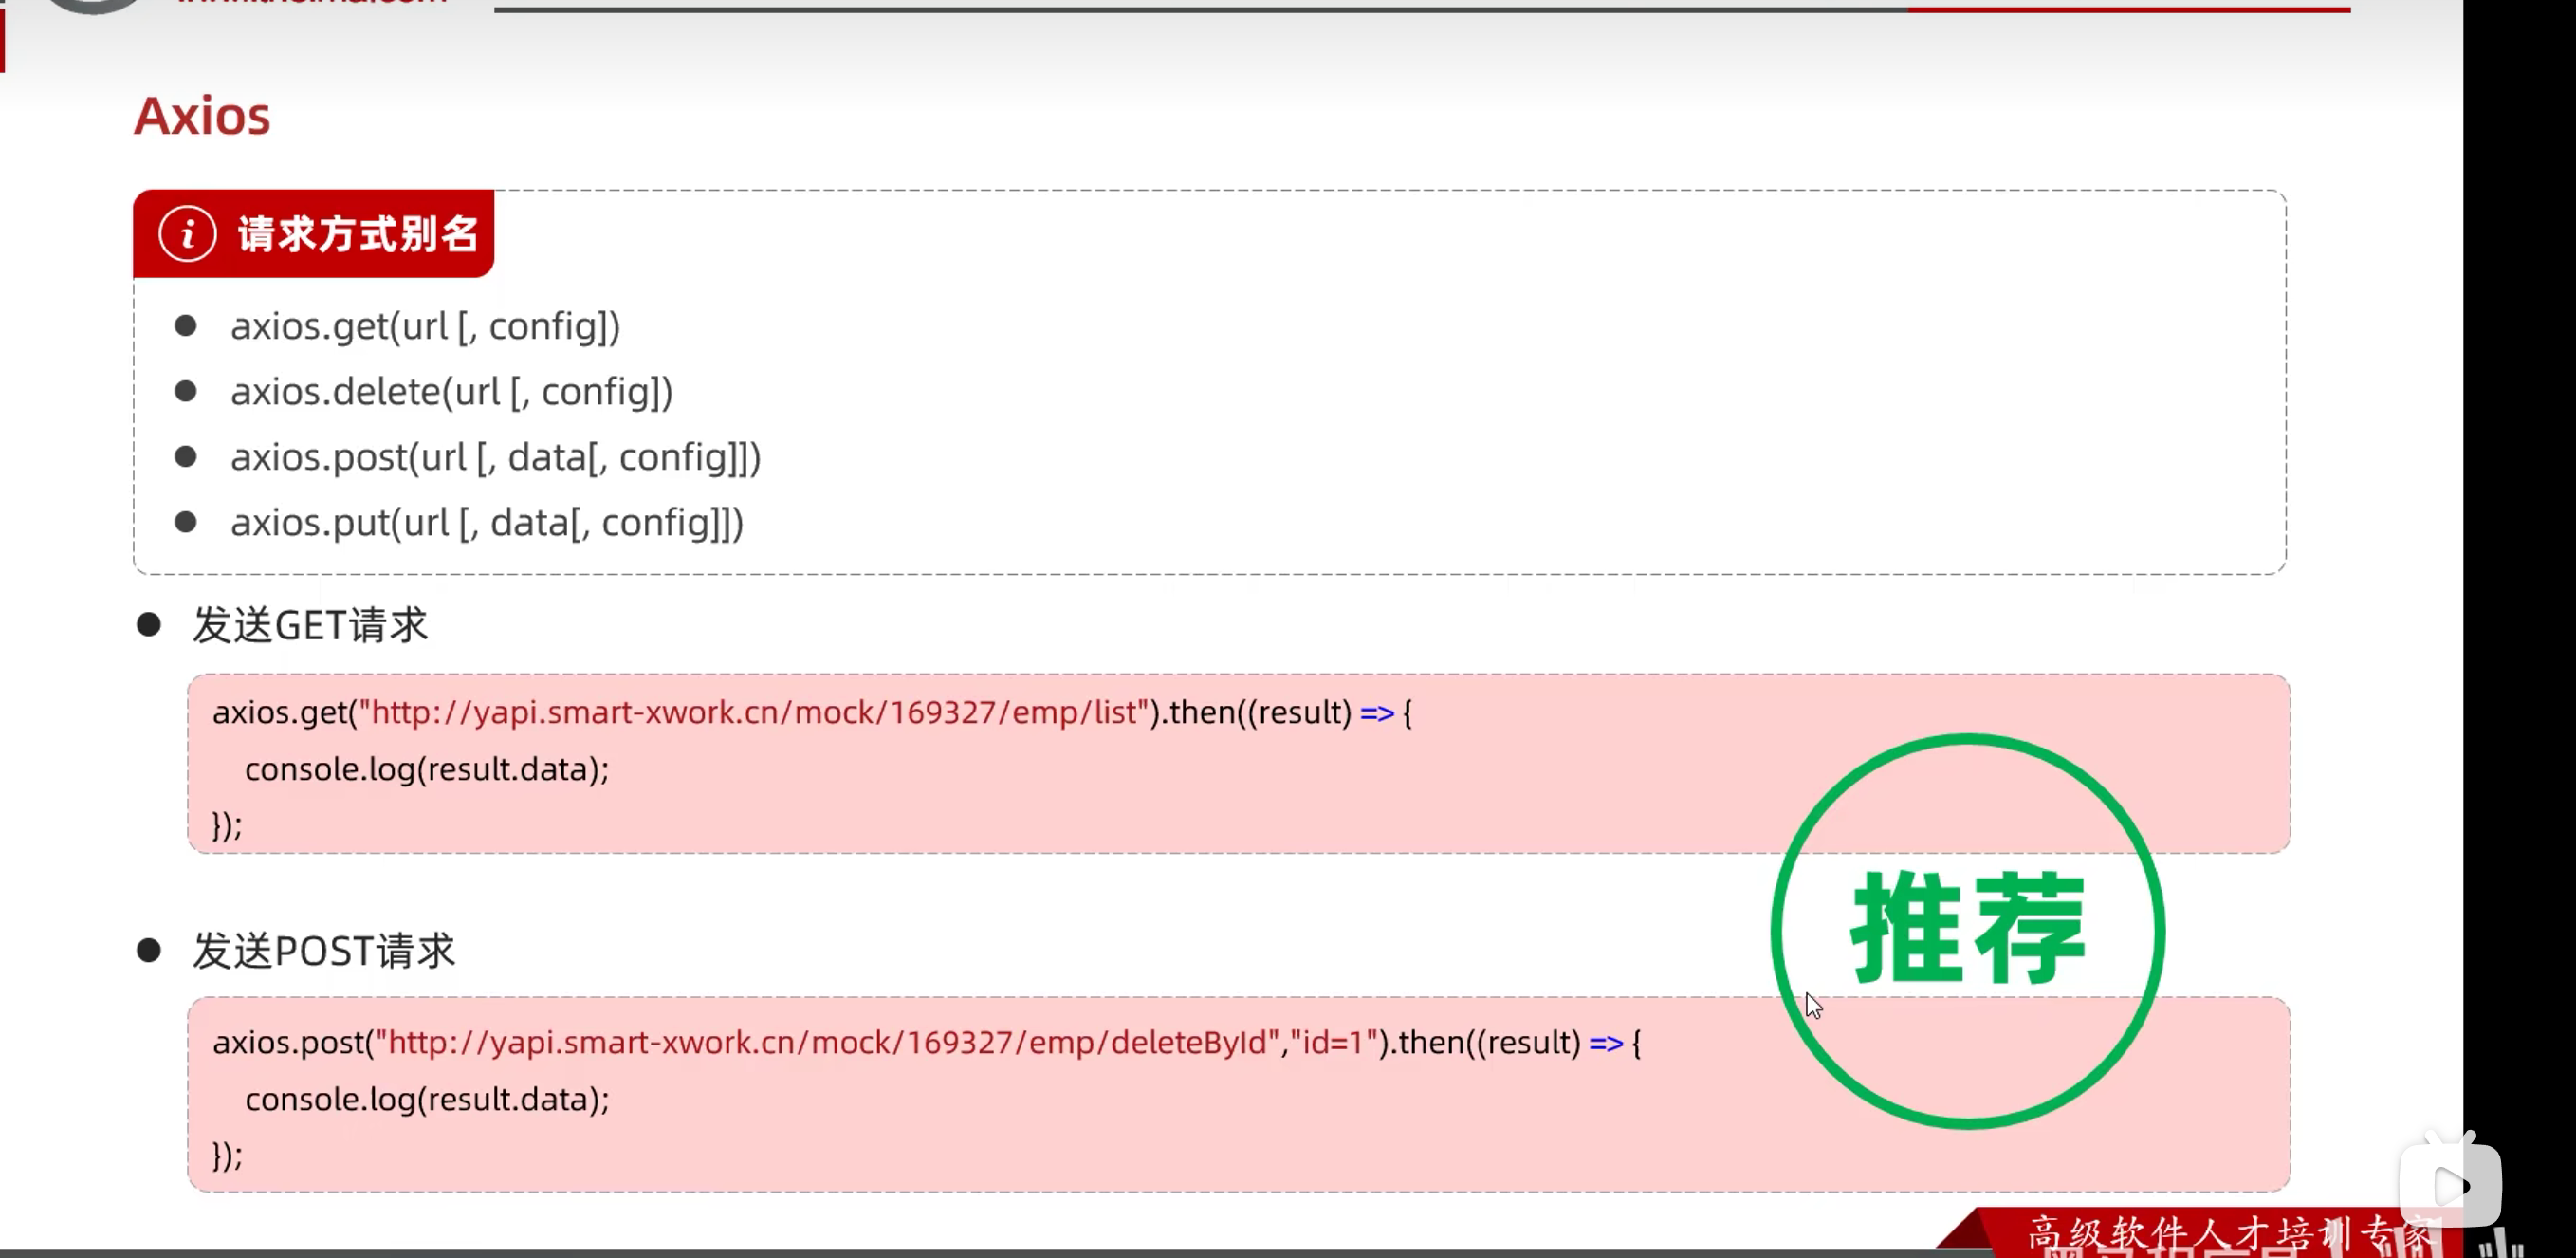 Axios
i 请求方式别名
axios.get(url [, config])
axios.delete(url [, config])
axios.post(url [, data[, config]])
axios.put(url [, data[, config]])
发送GET请求
axios.get("http://yapi.smart-xwork.cn/mock/169327/emp/list").then((result) => {
console.log(result.data);
});
推荐
发送POST请求
axios.post("http://yapi.smart-xwork.cn/mock/169327/emp/deleteById","id=1").then((result) => {
console.log(result.data);
});
高级软件人才培训专家